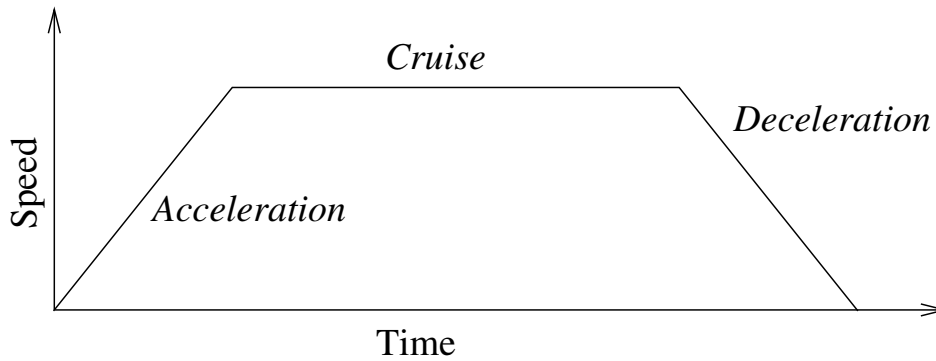 Cruise
Deceleration
Acceleration
Speed
Time